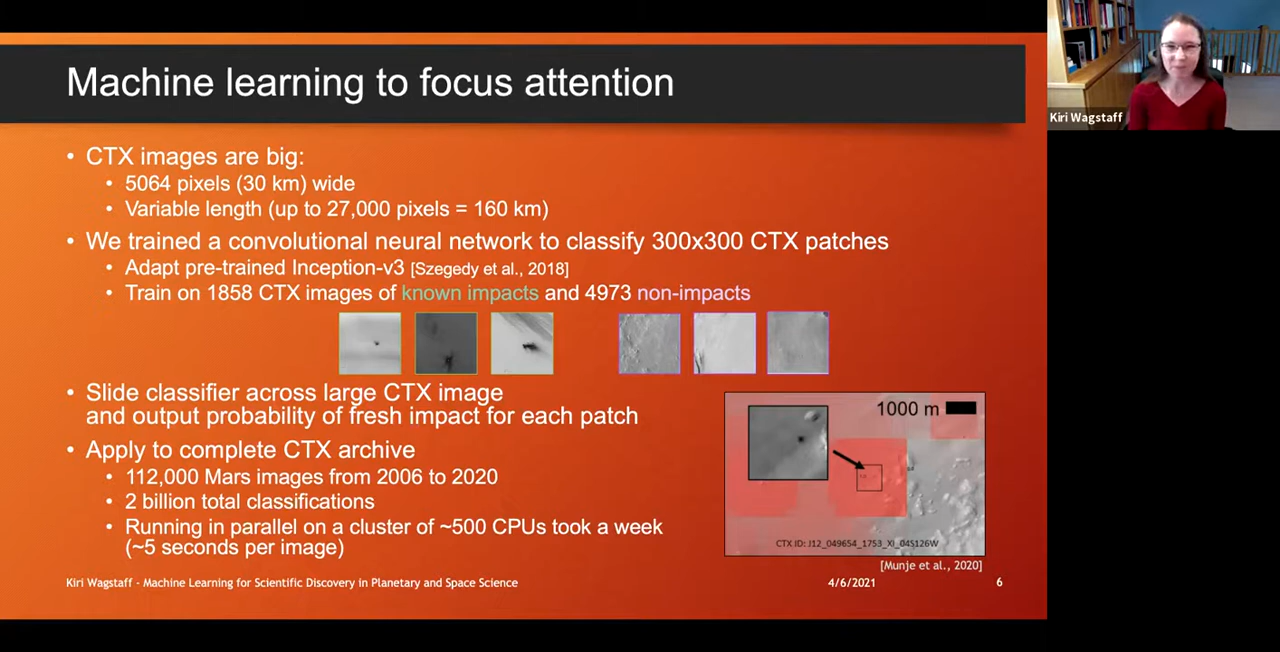 Machine learning to focus attention
• CTX images are big:
• 5064 pixels (30 km) wide
• Variable length (up to 27,000 pixels = 160 km)
• We trained a convolutional neural network to classify 300x300 CTX patches
• Adapt pre-trained Inception-v3 [Szegedy et al., 2018]
• Train on 1858 CTX images of known impacts and 4973 non-impacts
• Slide classifier across large CTX image
and output probability of fresh impact for each patch
• Apply to complete CTX archive
• 112,000 Mars images from 2006 to 2020
• 2 billion total classifications
• Running in parallel on a cluster of ~500 CPUs took a week
(~5 seconds per image)
1000 m
CTX ID: J12_049654_1753_XI_04S126W
[Munje et al., 2020]
Kiri Wagstaff - Machine Learning for Scientific Discovery in Planetary and Space Science
4/6/2021
6
Kiri Wagstaff